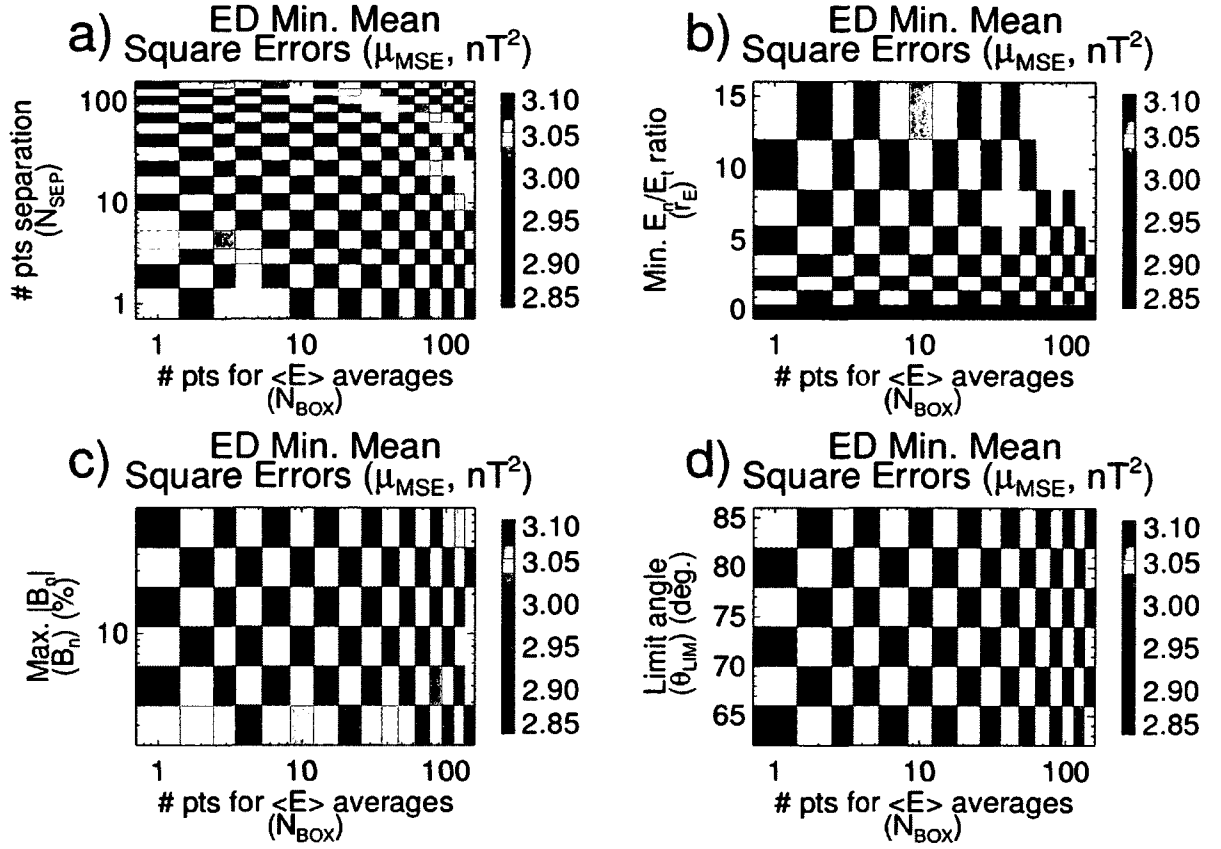 a)
ED Min. Mean
Square Errors (μMSE, nT²)
# pts separation
(NSEP)
100
10
1
3.10
3.05
3.00
2.95
2.90
2.85
1
10
100
# pts for <E> averages
(NBOX)
b)
ED Min. Mean
Square Errors (μMSE, nT²)
Min. En/Et ratio
(rE)
15
10
5
0
3.10
3.05
3.00
2.95
2.90
2.85
1
10
100
# pts for <E> averages
(NBOX)
c)
ED Min. Mean
Square Errors (μMSE, nT²)
Max. |Bn|
(Bn) (%)
10
3.10
3.05
3.00
2.95
2.90
2.85
1
10
100
# pts for <E> averages
(NBOX)
d)
ED Min. Mean
Square Errors (μMSE, nT²)
Limit angle
(θLIM) (deg.)
85
80
75
70
65
3.10
3.05
3.00
2.95
2.90
2.85
1
10
100
# pts for <E> averages
(NBOX)